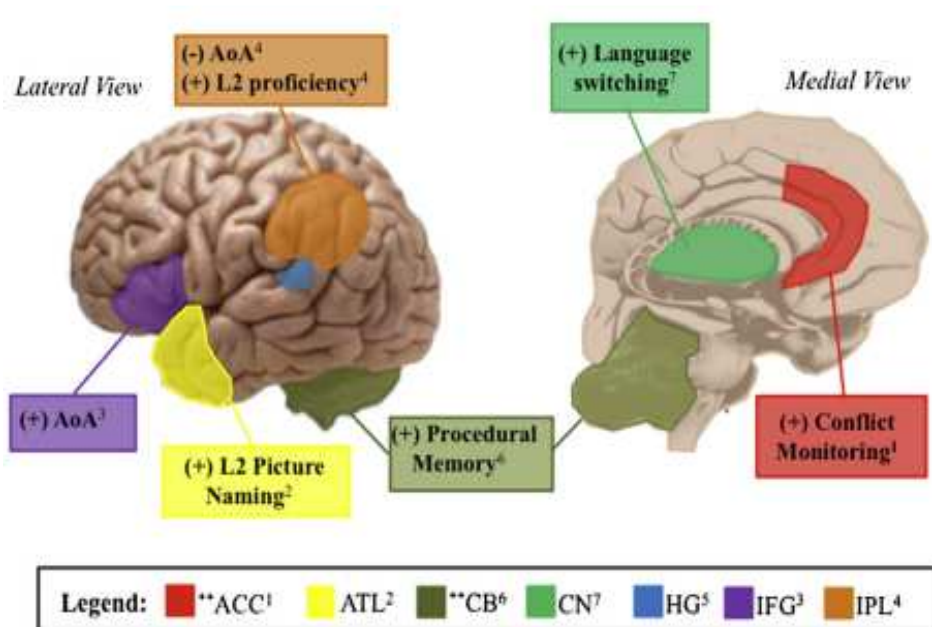 (-) AoA⁴
(+) L2 proficiency⁴
(+) Language
switching⁷
Lateral View
Medial View
(+) AoA³
(+) L2 Picture
Naming²
(+) Procedural
Memory⁶
(+) Conflict
Monitoring¹
Legend: **ACC¹ ATL² **CB⁶ CN⁷ HG⁵ IFG³ IPL⁴